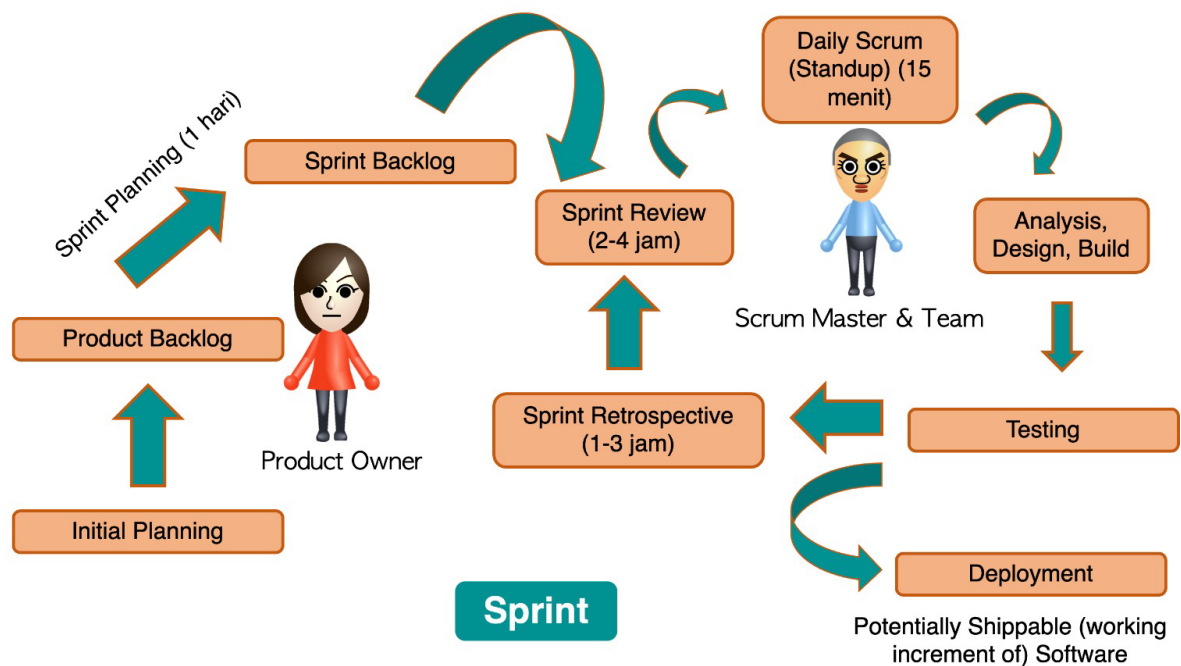 Initial Planning
Product Backlog
Product Owner
Sprint Planning (1 hari)
Sprint Backlog
Sprint Review
(2-4 jam)
Daily Scrum
(Standup) (15
menit)
Scrum Master & Team
Analysis,
Design, Build
Testing
Sprint Retrospective
(1-3 jam)
Deployment
Potentially Shippable (working
increment of) Software
Sprint